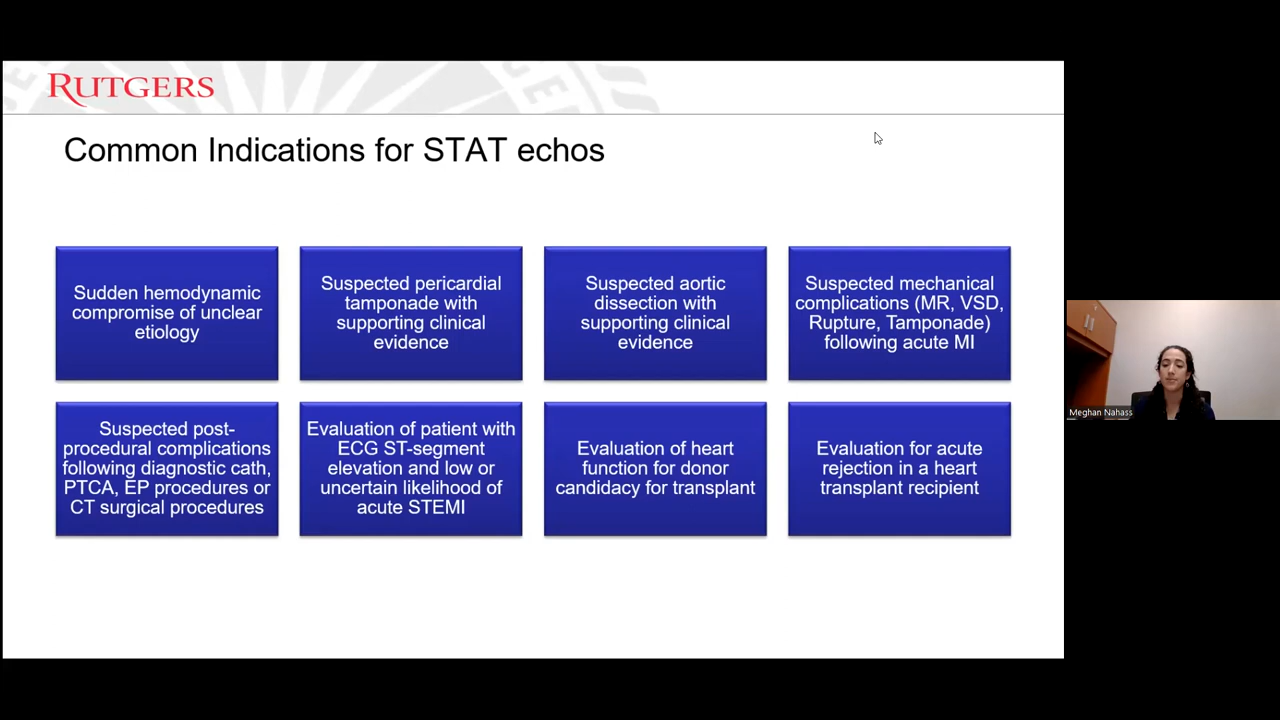 RUTGERS
Common Indications for STAT echos
Sudden hemodynamic
compromise of unclear
etiology
Suspected pericardial
tamponade with
supporting clinical
evidence
Suspected aortic
dissection with
supporting clinical
evidence
Suspected mechanical
complications (MR, VSD,
Rupture, Tamponade)
following acute MI
Suspected post-
procedural complications
following diagnostic cath,
PTCA, EP procedures or
CT surgical procedures
Evaluation of patient with
ECG ST-segment
elevation and low or
uncertain likelihood of
acute STEMI
Evaluation of heart
function for donor
candidacy for transplant
Evaluation for acute
rejection in a heart
transplant recipient
Meghan Nahass